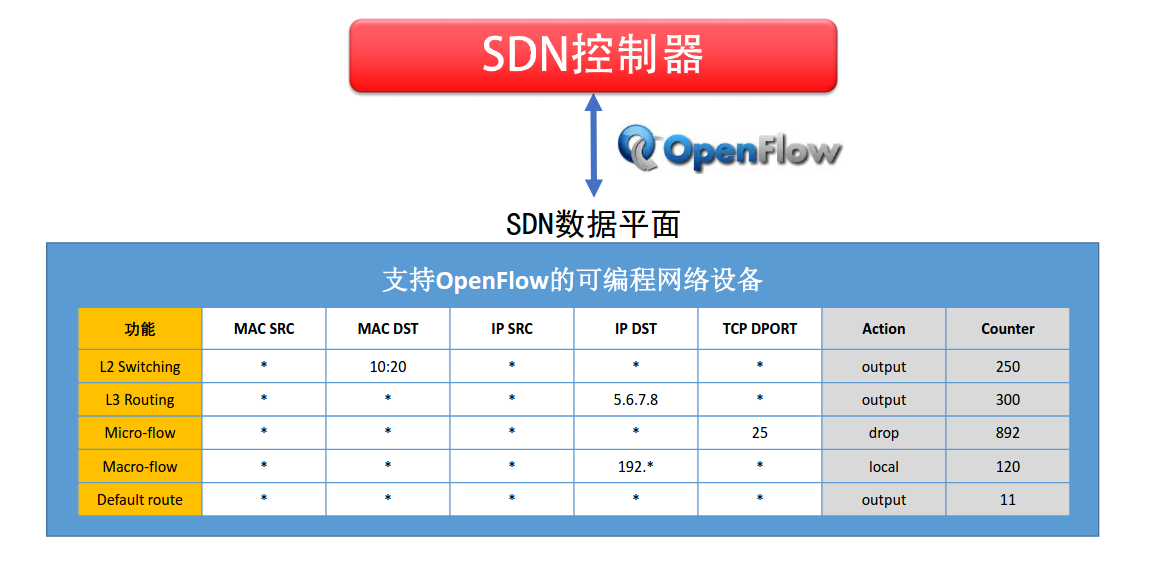 SDN控制器
OpenFlow
SDN数据平面
支持OpenFlow的可编程网络设备
功能 MAC SRC MAC DST IP SRC IP DST TCP DPORT Action Counter
L2 Switching * 10:20 * * * output 250
L3 Routing * * * 5.6.7.8 * output 300
Micro-flow * * * * 25 drop 892
Macro-flow * * * 192.* * local 120
Default route * * * * * output 11